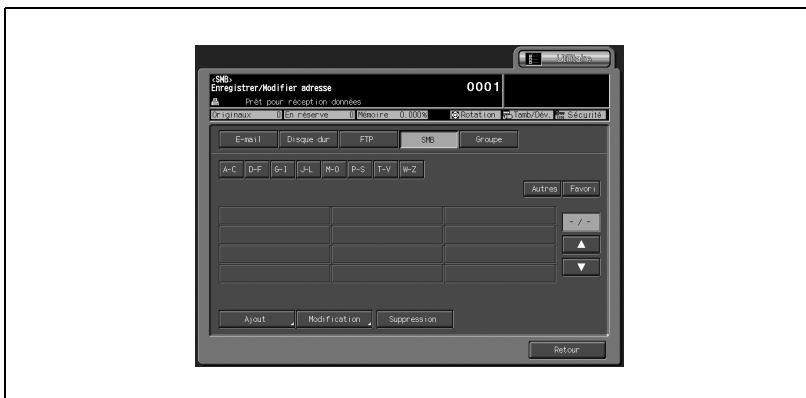 Utilitaire
<SMB>
Enregistrer/Modifier adresse
0001
Prêt pour réception données
Originaux 0 En réserve 0 Mémoire 0.000% Rotation Tamb/Dév. Sécurité
E-mail Disque dur FTP SMB Groupe
A-C D-F G-I J-L M-O P-S T-V W-Z
Autres Favori
- / -
Ajout Modification Suppression
Retour